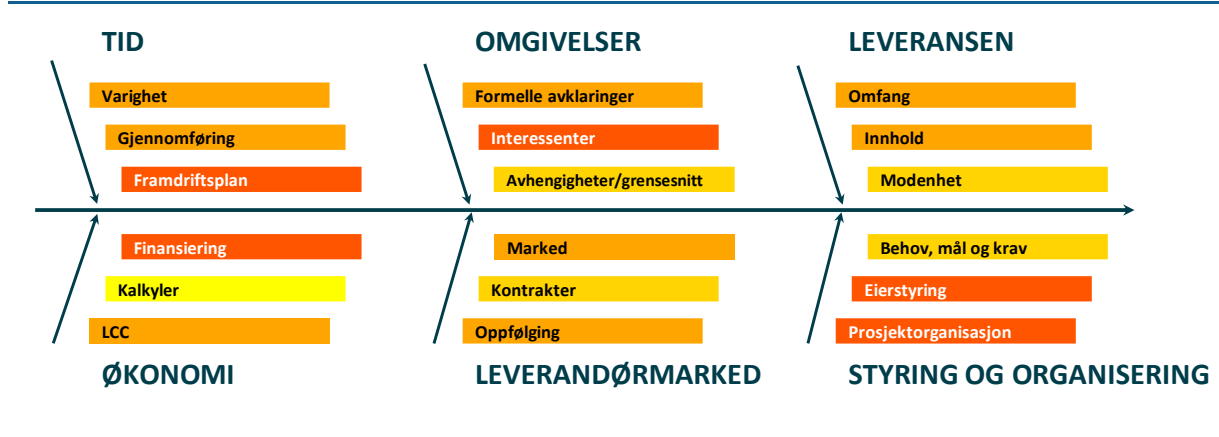 TID
OMGIVELSER
LEVERANSEN
Varighet
Formelle avklaringer
Omfang
Gjennomføring
Interessenter
Innhold
Framdriftsplan
Avhengigheter/grensesnitt
Modenhet
Finansiering
Marked
Behov, mål og krav
Kalkyler
Kontrakter
Eierstyring
LCC
Oppfølging
Prosjektorganisasjon
ØKONOMI
LEVERANDØRMARKED
STYRING OG ORGANISERING